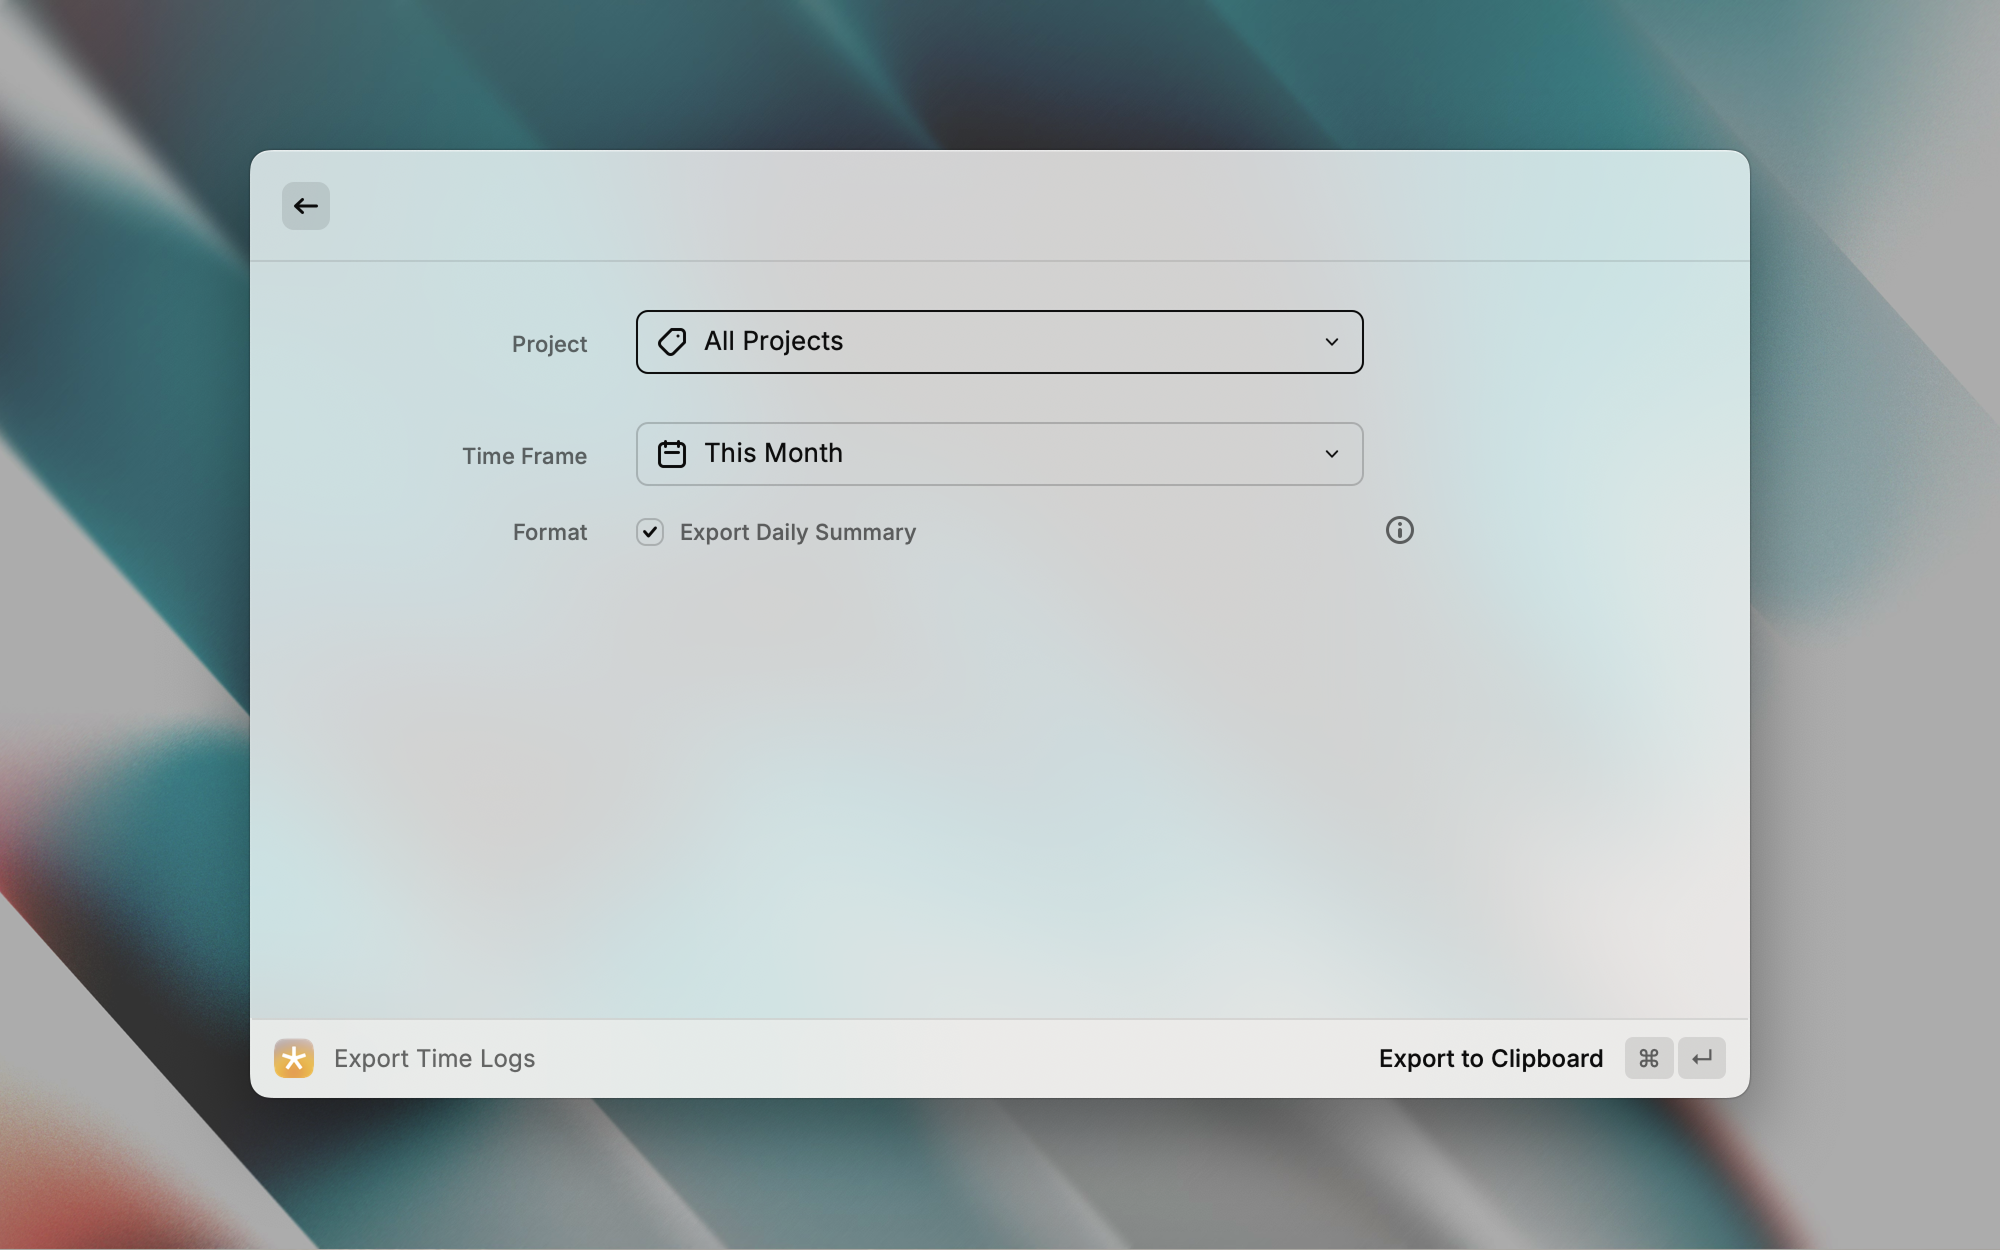 Project
All Projects
Time Frame
This Month
Format
Export Daily Summary
Export Time Logs
Export to Clipboard ⌘ ↵